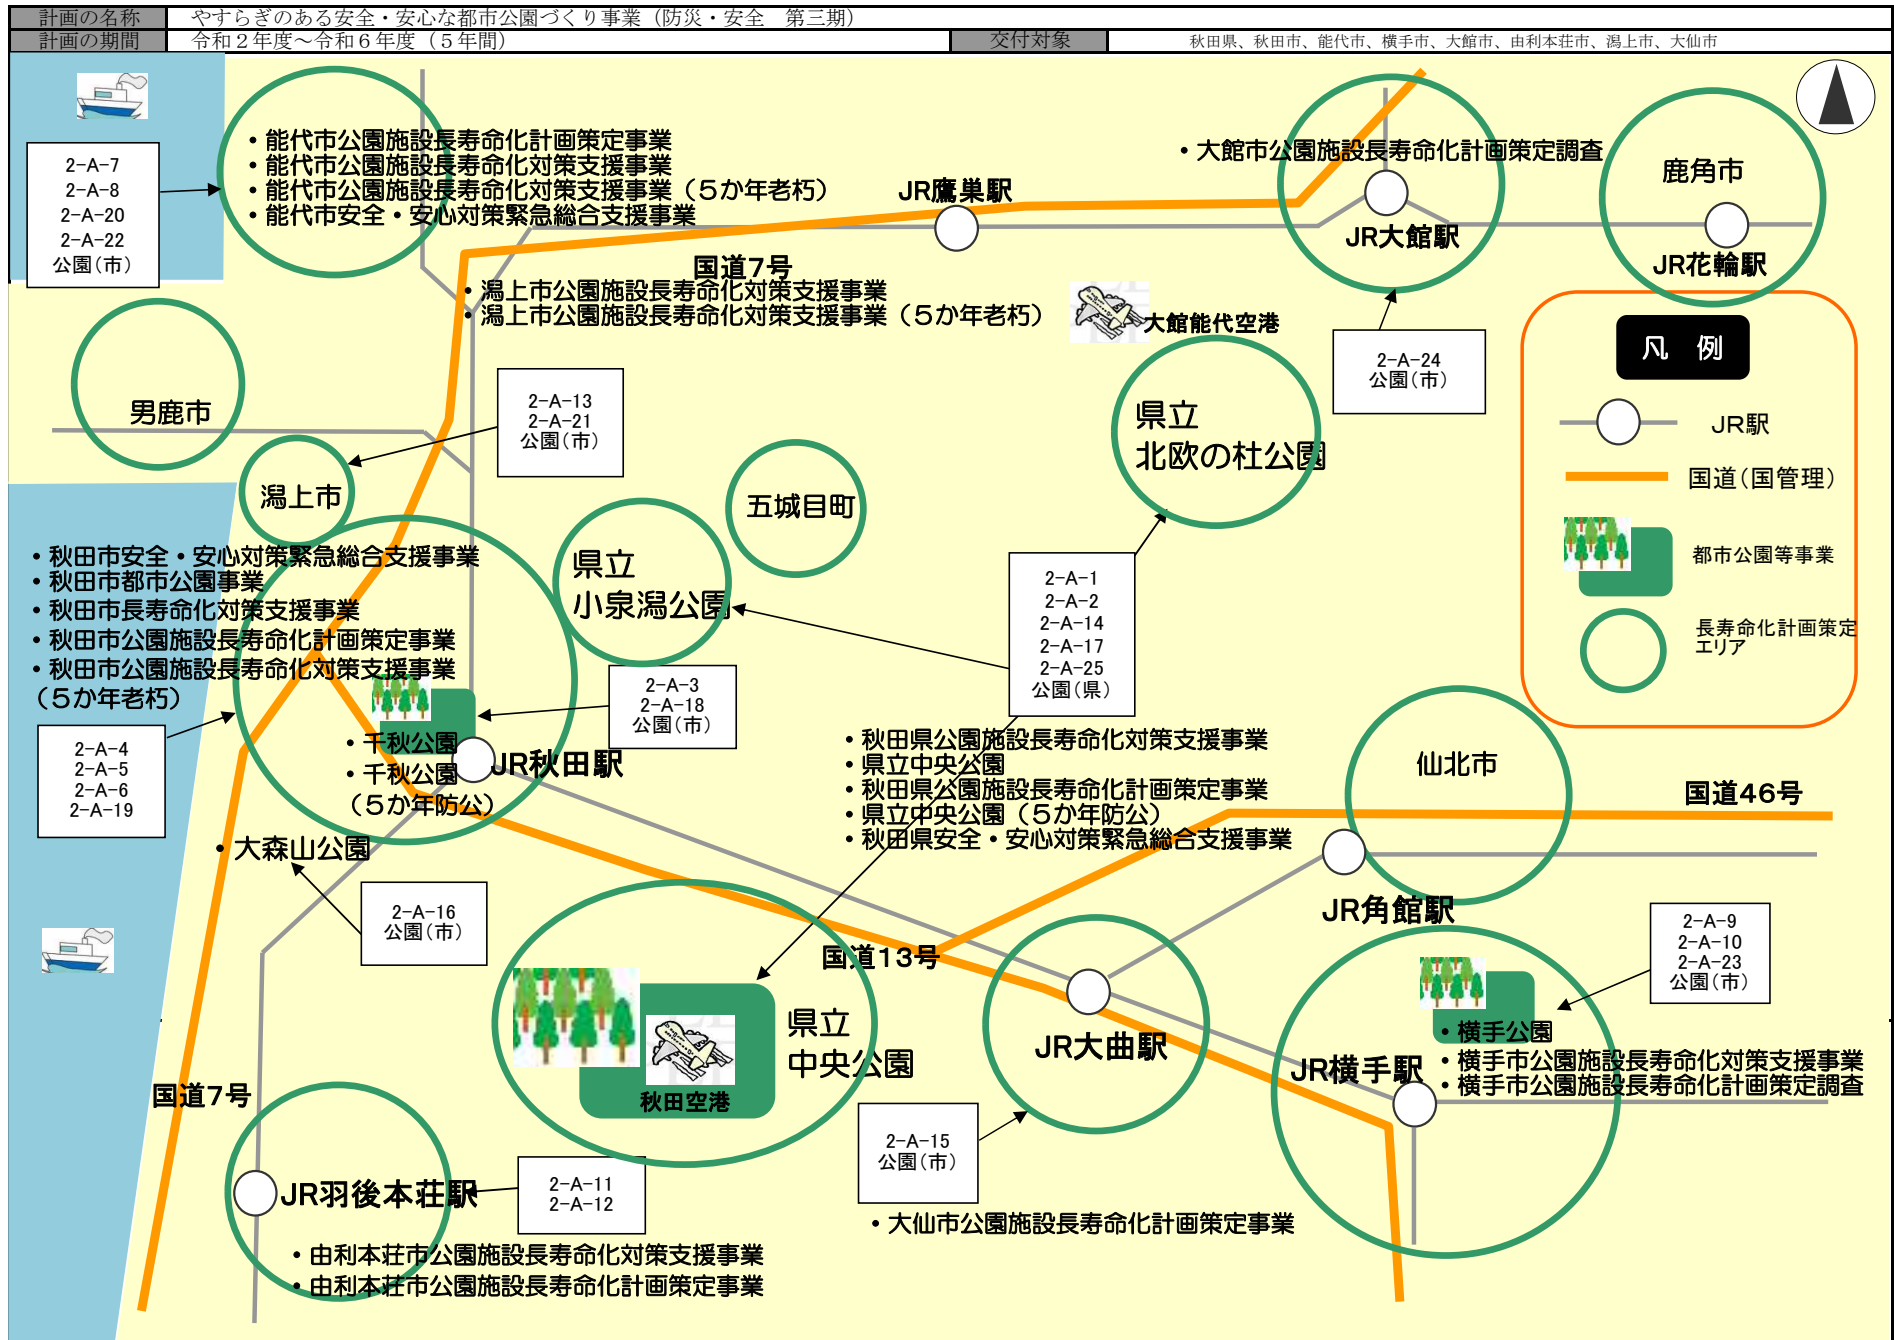 計画の名称
やすらぎのある安全・安心な都市公園づくり事業（防災・安全　第三期）
計画の期間
令和２年度～令和６年度（５年間）
交付対象
秋田県、秋田市、能代市、横手市、大館市、由利本荘市、潟上市、大仙市
2-A-7
2-A-8
2-A-20
2-A-22
公園（市）
・能代市公園施設長寿命化計画策定事業
・能代市公園施設長寿命化対策支援事業
・能代市公園施設長寿命化対策支援事業（５か年老朽）
・能代市安全・安心対策緊急総合支援事業
JR鷹巣駅
・大館市公園施設長寿命化計画策定調査
JR大館駅
鹿角市
JR花輪駅
国道7号
・潟上市公園施設長寿命化対策支援事業
・潟上市公園施設長寿命化対策支援事業（５か年老朽）
大館能代空港
2-A-24
公園（市）
凡　例
JR駅
国道（国管理）
都市公園等事業
長寿命化計画策定
エリア
男鹿市
2-A-13
2-A-21
公園（市）
県立
北欧の杜公園
潟上市
五城目町
県立
小泉潟公園
2-A-1
2-A-2
2-A-14
2-A-17
2-A-25
公園（県）
・秋田市安全・安心対策緊急総合支援事業
・秋田市都市公園事業
・秋田市長寿命化対策支援事業
・秋田市公園施設長寿命化計画策定事業
・秋田市公園施設長寿命化対策支援事業
（５か年老朽）
2-A-3
2-A-18
公園（市）
2-A-4
2-A-5
2-A-6
2-A-19
・千秋公園
・千秋公園
（５か年防公）
JR秋田駅
・秋田県公園施設長寿命化対策支援事業
・県立中央公園
・秋田県公園施設長寿命化計画策定事業
・県立中央公園（５か年防公）
・秋田県安全・安心対策緊急総合支援事業
仙北市
国道46号
・大森山公園
2-A-16
公園（市）
JR角館駅
国道13号
2-A-9
2-A-10
2-A-23
公園（市）
県立
中央公園
秋田空港
JR大曲駅
・横手公園
・横手市公園施設長寿命化対策支援事業
・横手市公園施設長寿命化計画策定調査
JR横手駅
国道7号
2-A-15
公園（市）
JR羽後本荘駅
2-A-11
2-A-12
・大仙市公園施設長寿命化計画策定事業
・由利本荘市公園施設長寿命化対策支援事業
・由利本荘市公園施設長寿命化計画策定事業